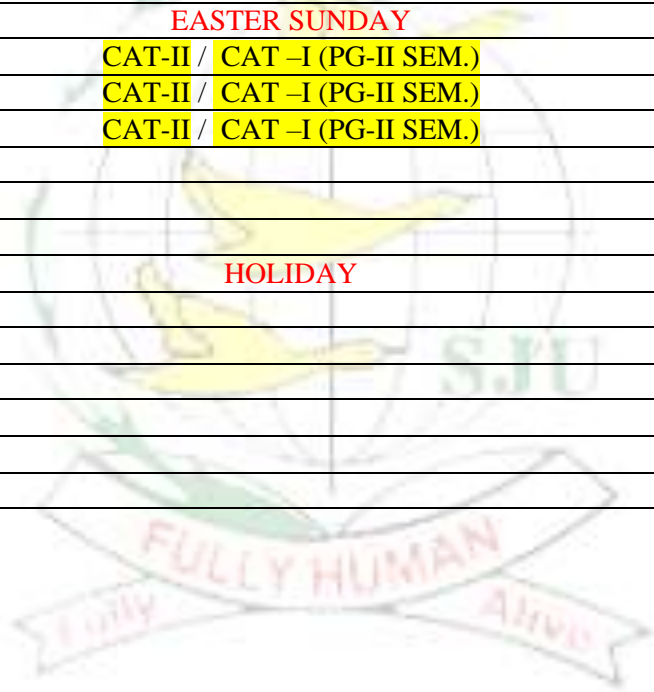 EASTER SUNDAY
CAT-II / CAT –I (PG-II SEM.)
CAT-II / CAT –I (PG-II SEM.)
CAT-II / CAT –I (PG-II SEM.)
HOLIDAY
SJU
FULLY HUMAN
Fully Alive